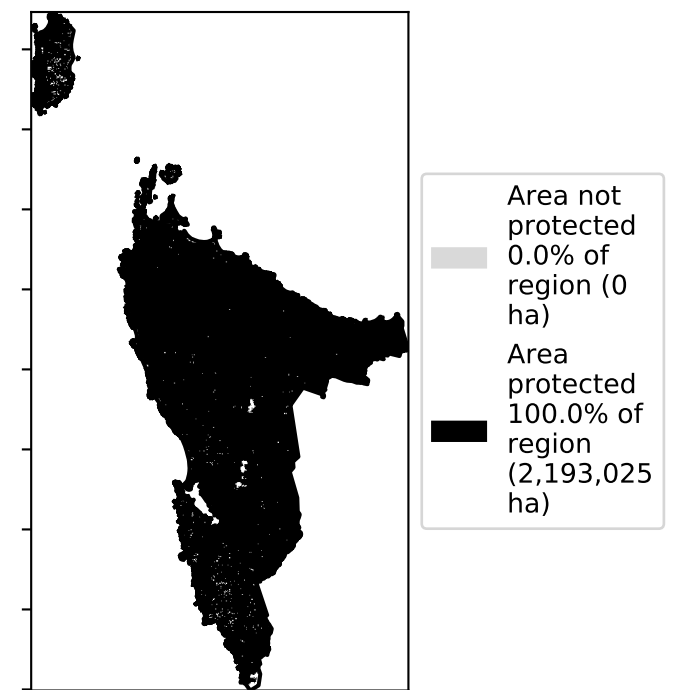 Area not
protected
0.0% of
region (0
ha)
Area
protected
100.0% of
region
(2,193,025
ha)